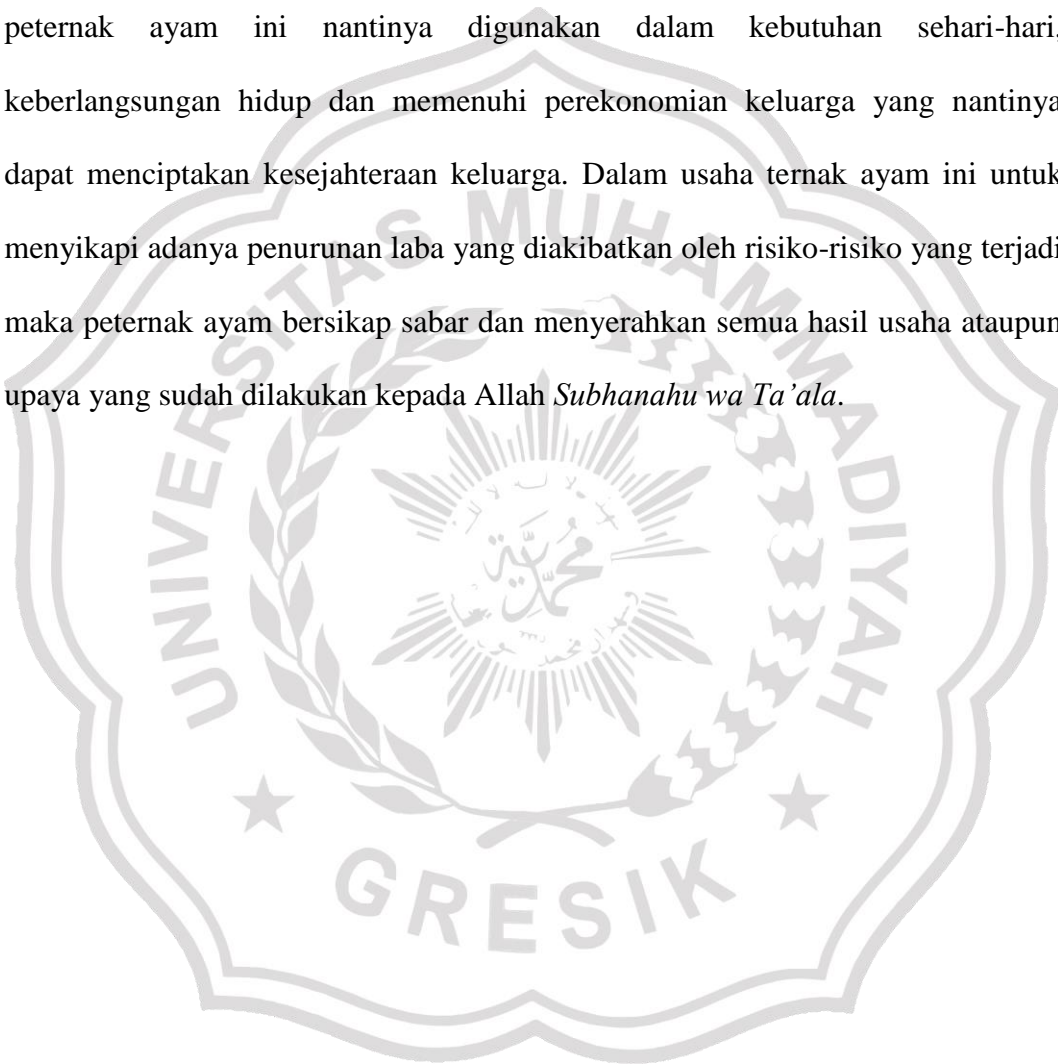 peternak ayam ini nantinya digunakan dalam kebutuhan sehari-hari,
keberlangsungan hidup dan memenuhi perekonomian keluarga yang nantinya
dapat menciptakan kesejahteraan keluarga. Dalam usaha ternak ayam ini untuk
menyikapi adanya penurunan laba yang diakibatkan oleh risiko-risiko yang terjadi
maka peternak ayam bersikap sabar dan menyerahkan semua hasil usaha ataupun
upaya yang sudah dilakukan kepada Allah Subhanahu wa Ta’ala.
UNIVERSITAS MUHAMMADIYAH
محمدية
GRESIK